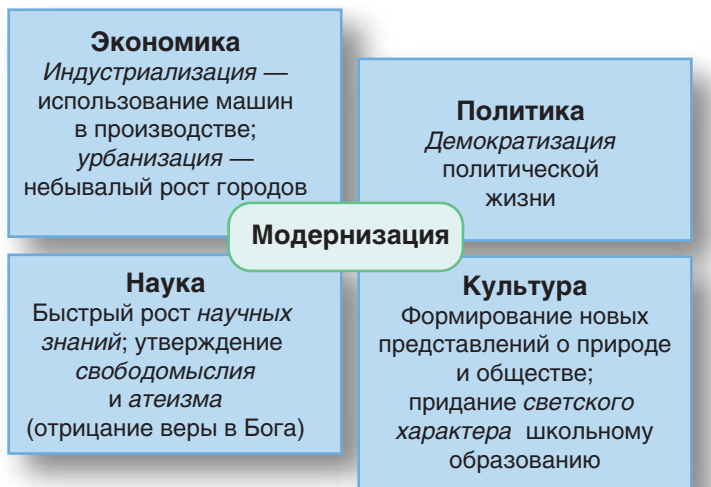 Экономика
Индустриализация —
использование машин
в производстве;
урбанизация —
небывалый рост городов
Политика
Демократизация
политической
жизни
Модернизация
Наука
Быстрый рост научных
знаний; утверждение
свободомыслия
и атеизма
(отрицание веры в Бога)
Культура
Формирование новых
представлений о природе
и обществе;
придание светского
характера школьному
образованию